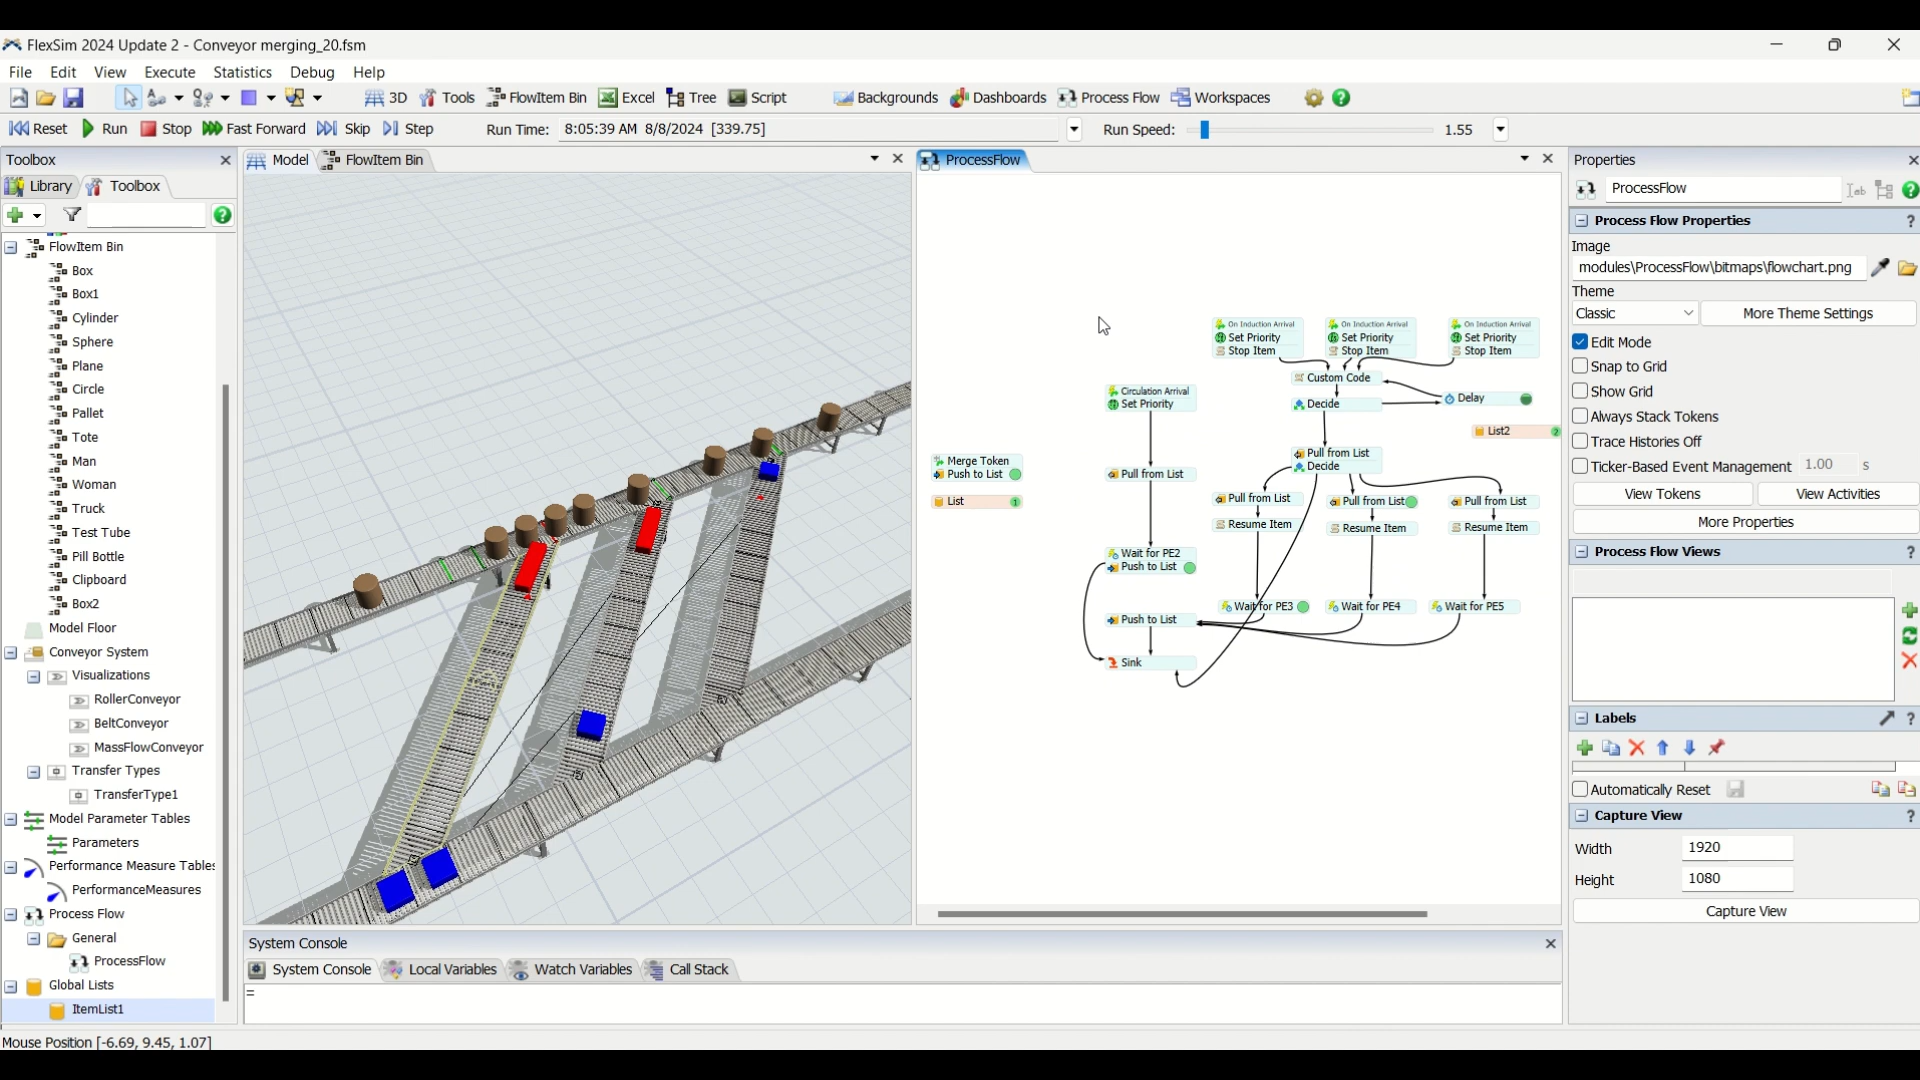 FlexSim 2024 Update 2 - Conveyor merging_20.fsm
File Edit View Execute Statistics Debug Help
3D Tools FlowItem Bin Excel Tree Script Backgrounds Dashboards Process Flow Workspaces
Reset Run Stop Fast Forward Skip Step Run Time: 8:05:39 AM 8/8/2024 [339.75] Run Speed: 1.55
Toolbox
Library Toolbox
FlowItem Bin
Box
Box1
Cylinder
Sphere
Plane
Circle
Pallet
Tote
Man
Woman
Truck
Test Tube
Pill Bottle
Clipboard
Box2
Model Floor
Conveyor System
Visualizations
RollerConveyor
BeltConveyor
MassFlowConveyor
Transfer Types
TransferType1
Model Parameter Tables
Parameters
Performance Measure Tables
PerformanceMeasures
Process Flow
General
ProcessFlow
Global Lists
ItemList1
Model FlowItem Bin
ProcessFlow
On Induction Arrival On Induction Arrival On Induction Arrival
Set Priority Set Priority Set Priority
Stop Item Stop Item Stop Item
Custom Code
Circulation Arrival
Set Priority Decide Delay
List2 2
Merge Token Pull from List
Push to List Pull from List Decide
List 1 Pull from List Pull from List Pull from List
Resume Item Resume Item Resume Item
Wait for PE2
Push to List
Wait for PE3 Wait for PE4 Wait for PE5
Push to List
Sink
System Console
System Console Local Variables Watch Variables Call Stack
=
Properties
ProcessFlow
Process Flow Properties ?
Image
modules\ProcessFlow\bitmaps\flowchart.png
Theme
Classic More Theme Settings
Edit Mode
Snap to Grid
Show Grid
Always Stack Tokens
Trace Histories Off
Ticker-Based Event Management 1.00 s
View Tokens View Activities
More Properties
Process Flow Views ?
Labels ?
Automatically Reset
Capture View ?
Width 1920
Height 1080
Capture View
Mouse Position [-6.69, 9.45, 1.07]